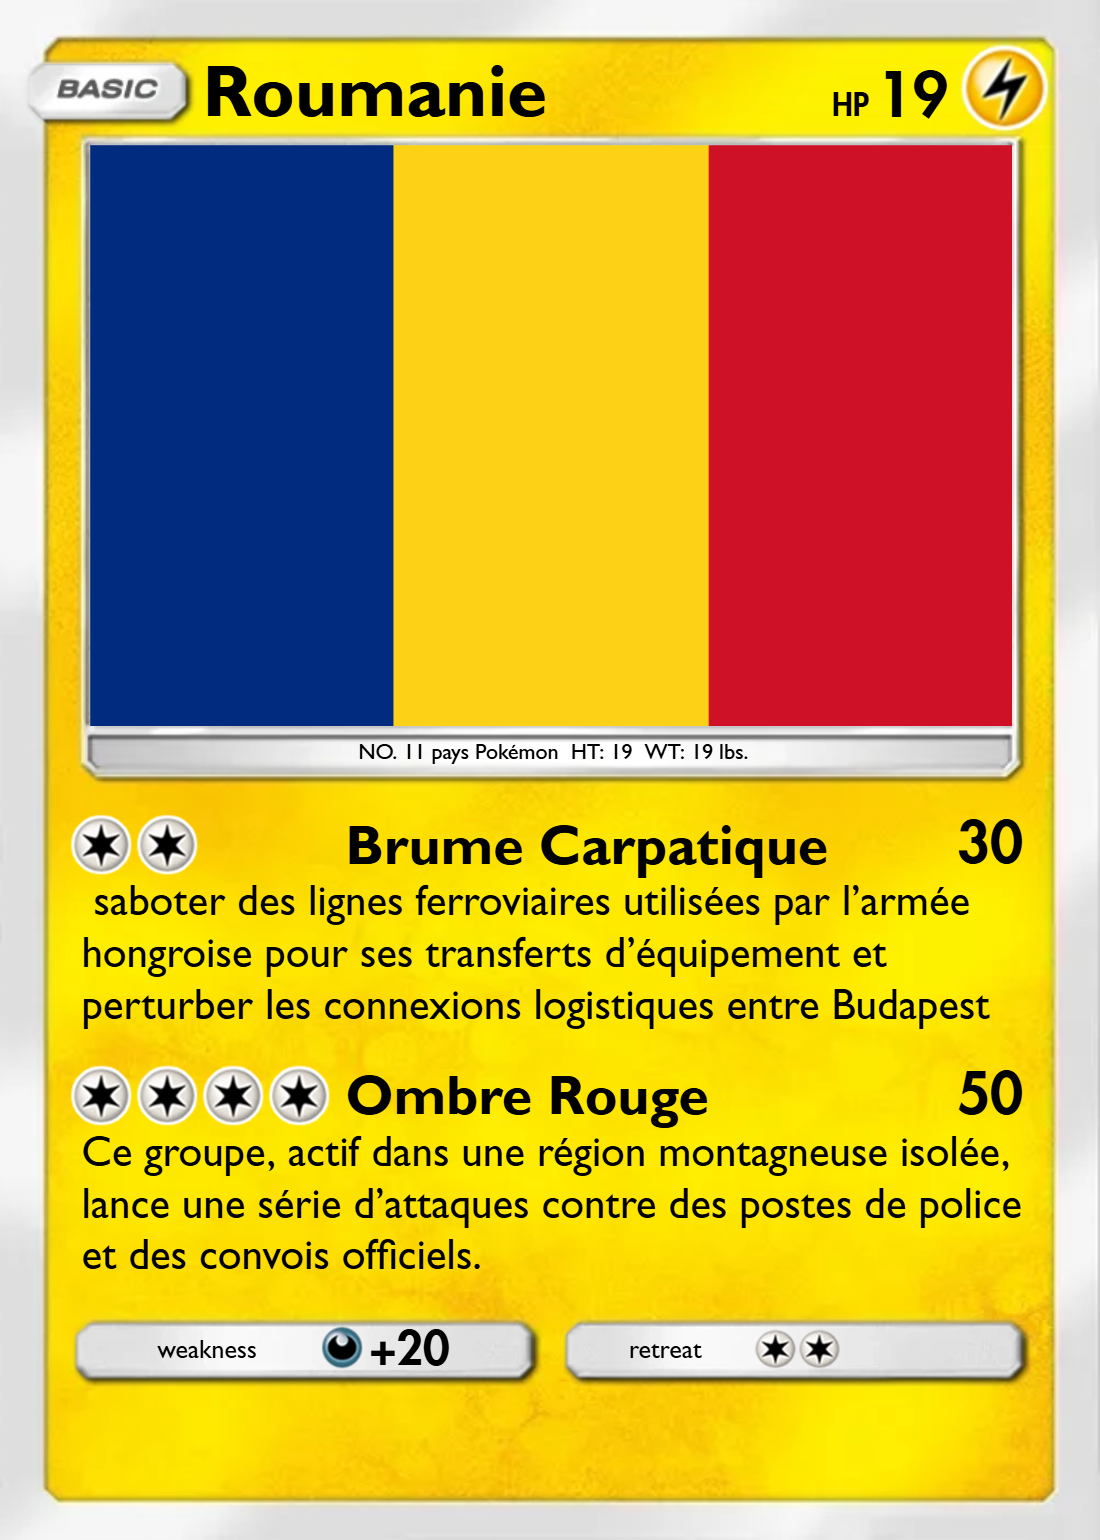 BASIC Roumanie HP 19
NO. 11 pays Pokémon HT: 19 WT: 19 lbs.
Brume Carpatique 30
saboter des lignes ferroviaires utilisées par l’armée
hongroise pour ses transferts d’équipement et
perturber les connexions logistiques entre Budapest
Ombre Rouge 50
Ce groupe, actif dans une région montagneuse isolée,
lance une série d’attaques contre des postes de police
et des convois officiels.
weakness +20 retreat